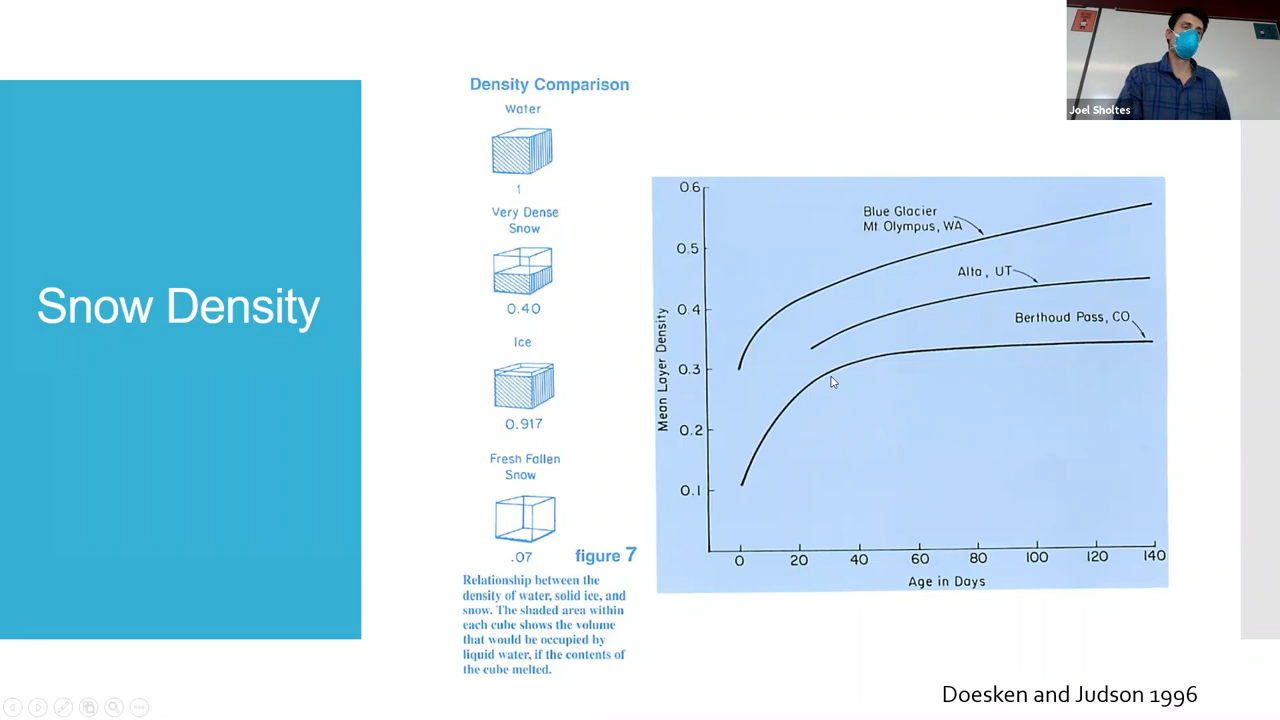 Joel Sholtes
Snow Density
Density Comparison
Water
1
Very Dense
Snow
0.40
Ice
0.917
Fresh Fallen
Snow
.07
figure 7
Relationship between the
density of water, solid ice, and
snow. The shaded area within
each cube shows the volume
that would be occupied by
liquid water, if the contents of
the cube melted.
Mean Layer Density
0.6
0.5
0.4
0.3
0.2
0.1
Blue Glacier
Mt. Olympus, WA
Alta, UT
Berthoud Pass, CO
0 20 40 60 80 100 120 140
Age in Days
Doesken and Judson 1996